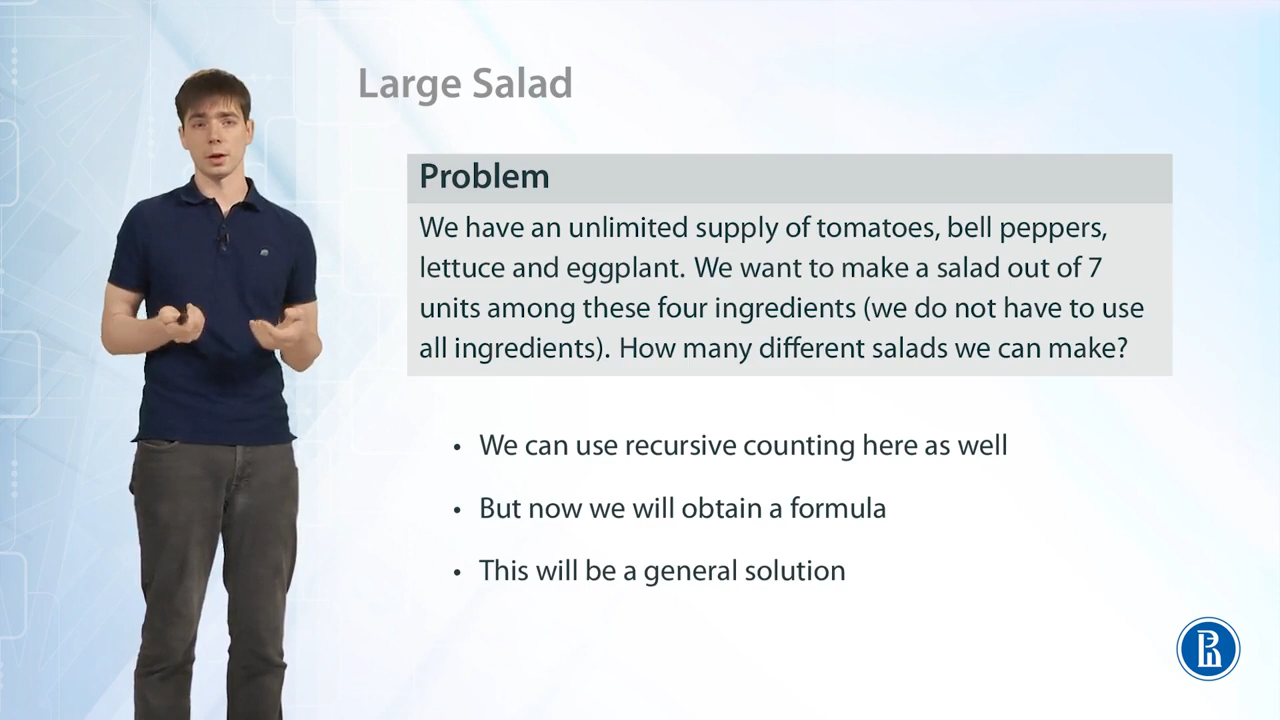 Large Salad
Problem
We have an unlimited supply of tomatoes, bell peppers,
lettuce and eggplant. We want to make a salad out of 7
units among these four ingredients (we do not have to use
all ingredients). How many different salads we can make?
• We can use recursive counting here as well
• But now we will obtain a formula
• This will be a general solution